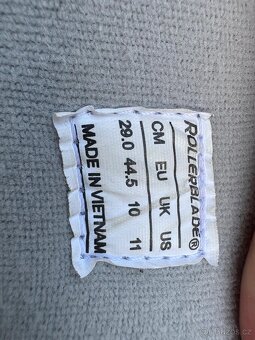 ROLLERBLADE®
CM EU UK US
29.0 44.5 10 11
MADE IN VIETNAM